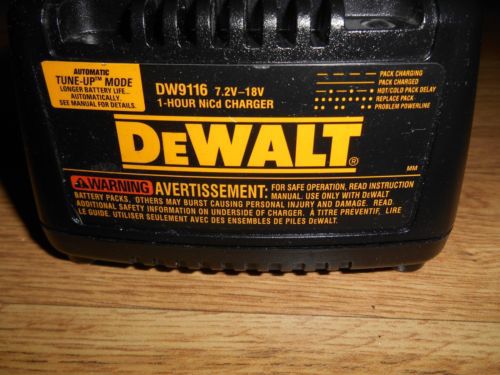 AUTOMATIC
TUNE-UP™ MODE
LONGER BATTERY LIFE...
AUTOMATICALLY.
SEE MANUAL FOR DETAILS.
DW9116 7.2V-18V
1-HOUR NiCd CHARGER
PACK CHARGING
PACK CHARGED
HOT/COLD PACK DELAY
REPLACE PACK
PROBLEM POWERLINE
DEWALT®
MM
WARNING AVERTISSEMENT: FOR SAFE OPERATION, READ INSTRUCTION
MANUAL. USE ONLY WITH DEWALT
BATTERY PACKS, OTHERS MAY BURST CAUSING PERSONAL INJURY AND DAMAGE. READ
ADDITIONAL SAFETY INFORMATION ON UNDERSIDE OF CHARGER. À TITRE PREVENTIF, LIRE
LE GUIDE. UTILISER SEULEMENT AVEC DES ENSEMBLES DE PILES DEWALT.